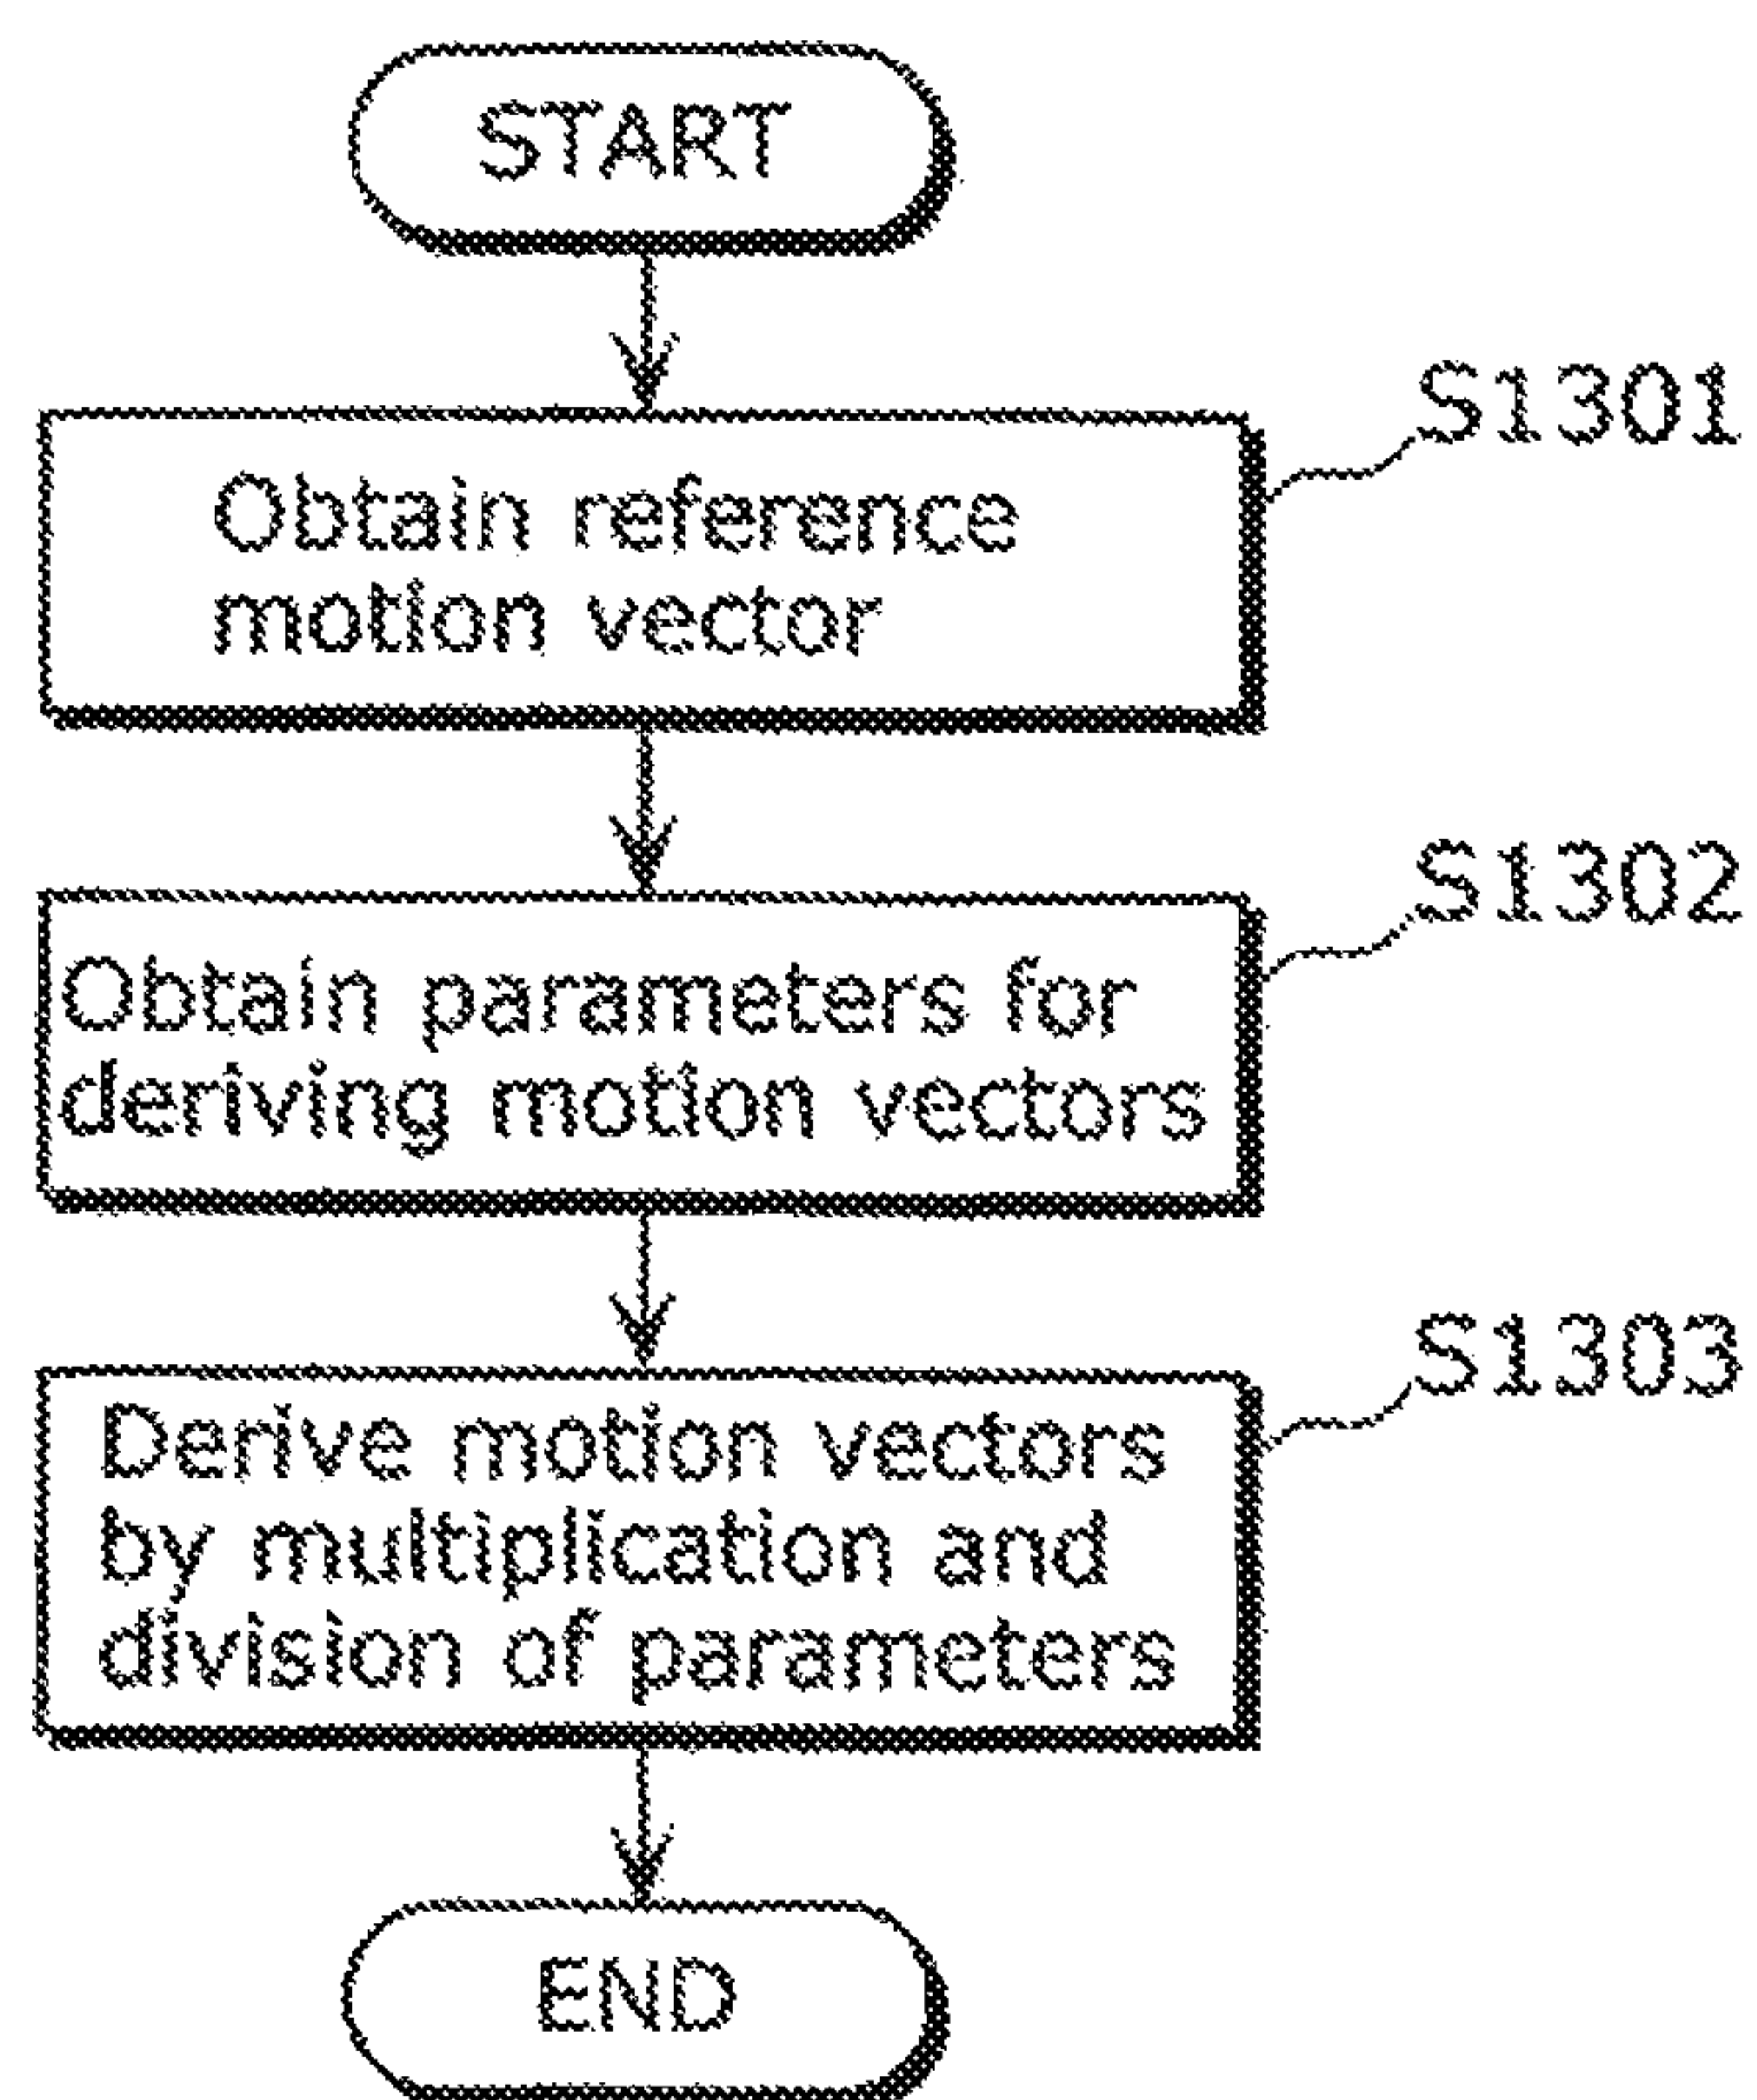 START
S1301
Obtain reference
motion vector
S1302
Obtain parameters for
deriving motion vectors
S1303
Derive motion vectors
by multiplication and
division of parameters
END